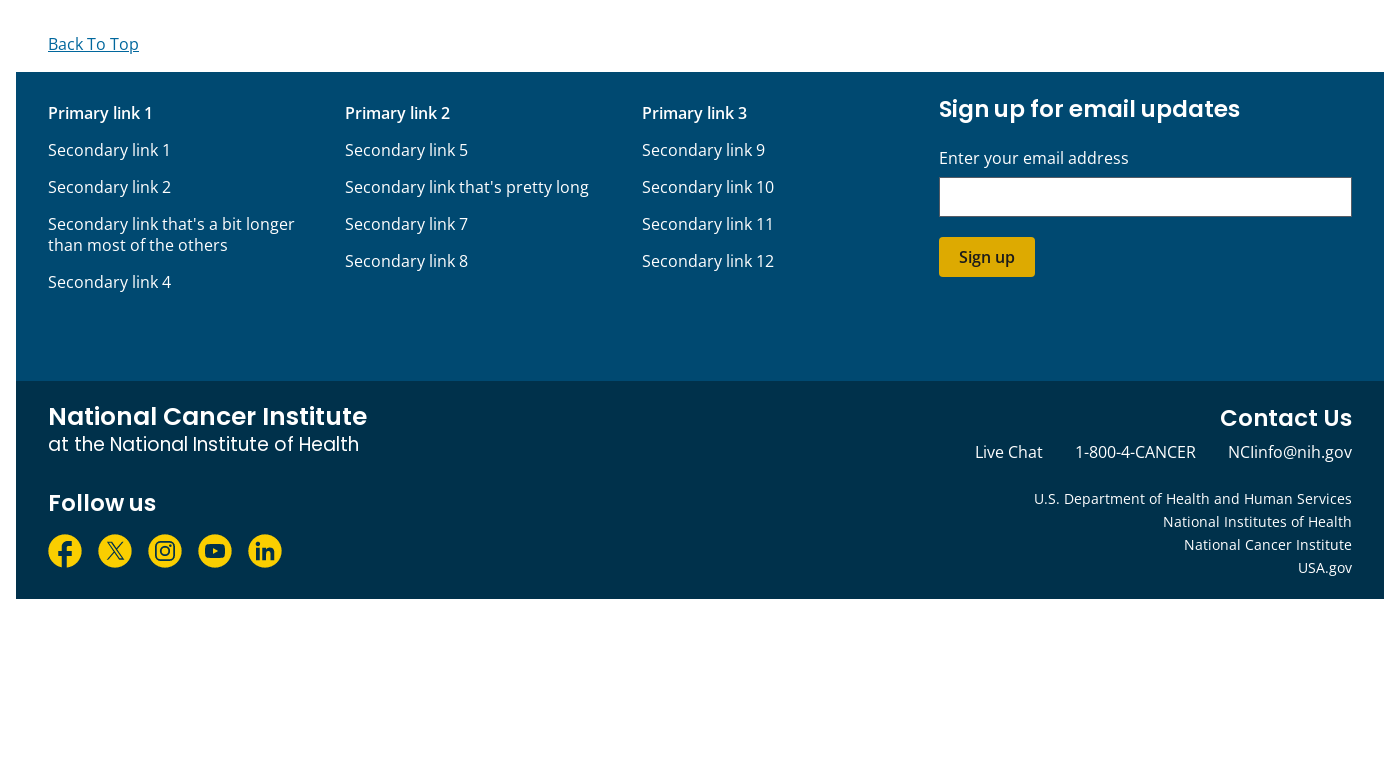 Back To Top
Primary link 1
Secondary link 1
Secondary link 2
Secondary link that's a bit longer
than most of the others
Secondary link 4
Primary link 2
Secondary link 5
Secondary link that's pretty long
Secondary link 7
Secondary link 8
Primary link 3
Secondary link 9
Secondary link 10
Secondary link 11
Secondary link 12
Sign up for email updates
Enter your email address
Sign up
National Cancer Institute
at the National Institute of Health
Follow us
Contact Us
Live Chat 1-800-4-CANCER NCIinfo@nih.gov
U.S. Department of Health and Human Services
National Institutes of Health
National Cancer Institute
USA.gov